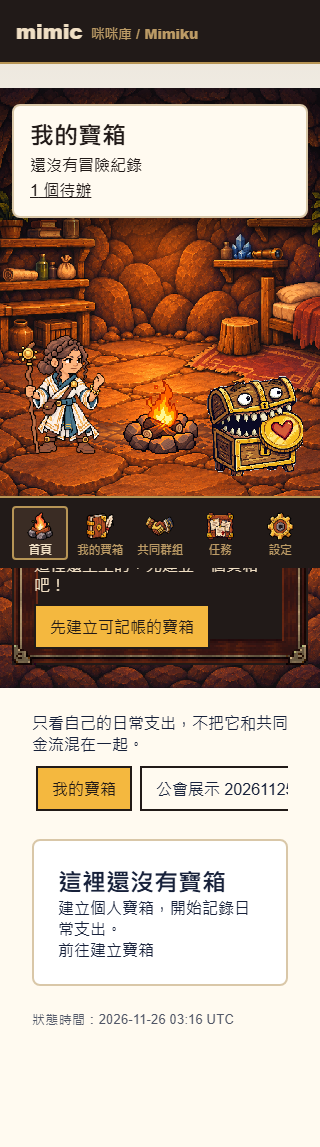 mimic 咪咪庫 / Mimiku
我的寶箱
還沒有冒險紀錄
1 個待辦
首頁
我的寶箱
共同群組
任務
設定
吧！
先建立可記帳的寶箱
只看自己的日常支出，不把它和共同
金流混在一起。
我的寶箱
公會展示 20261125
這裡還沒有寶箱
建立個人寶箱，開始記錄日
常支出。
前往建立寶箱
狀態時間：2026-11-26 03:16 UTC